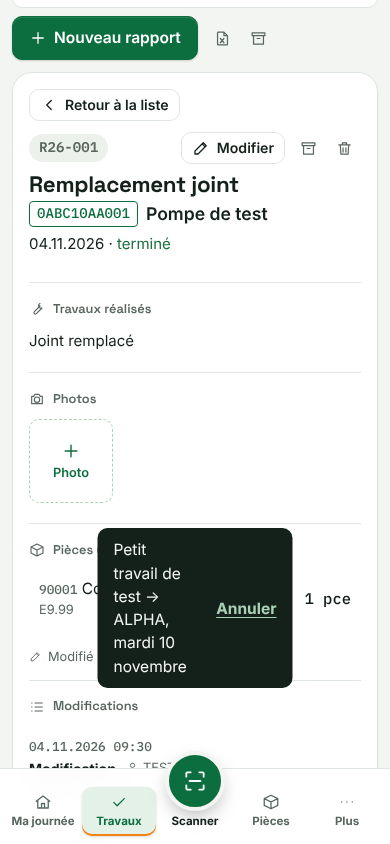 Nouveau rapport
Retour à la liste
R26-001
Modifier
Remplacement joint
0ABC10AA001 Pompe de test
04.11.2026 · terminé
Travaux réalisés
Joint remplacé
Photos
Photo
Pièces
90001
1 pce
E9.99
Petit
travail de
test →
ALPHA,
mardi 10
novembre
Annuler
Modifié
Modifications
04.11.2026 09:30
Modification
Ma journée
Travaux
Scanner
Pièces
Plus